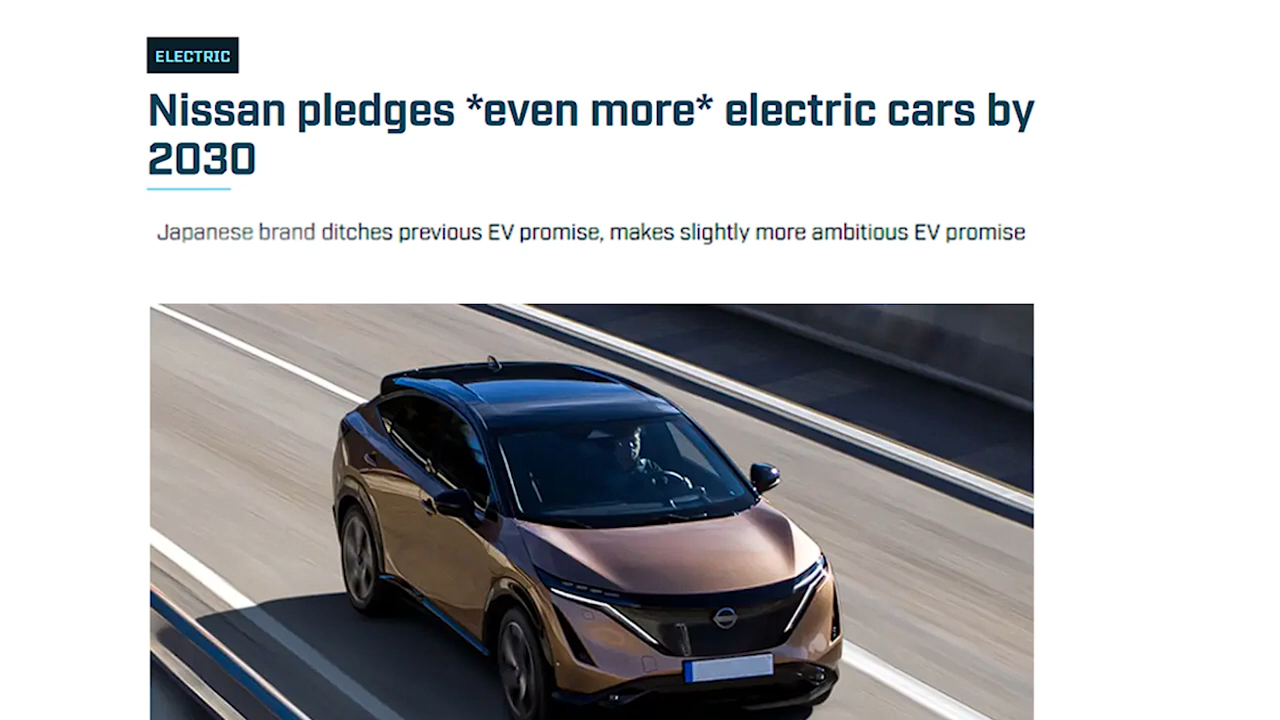 ELECTRIC
Nissan pledges *even more* electric cars by
2030
Japanese brand ditches previous EV promise, makes slightly more ambitious EV promise